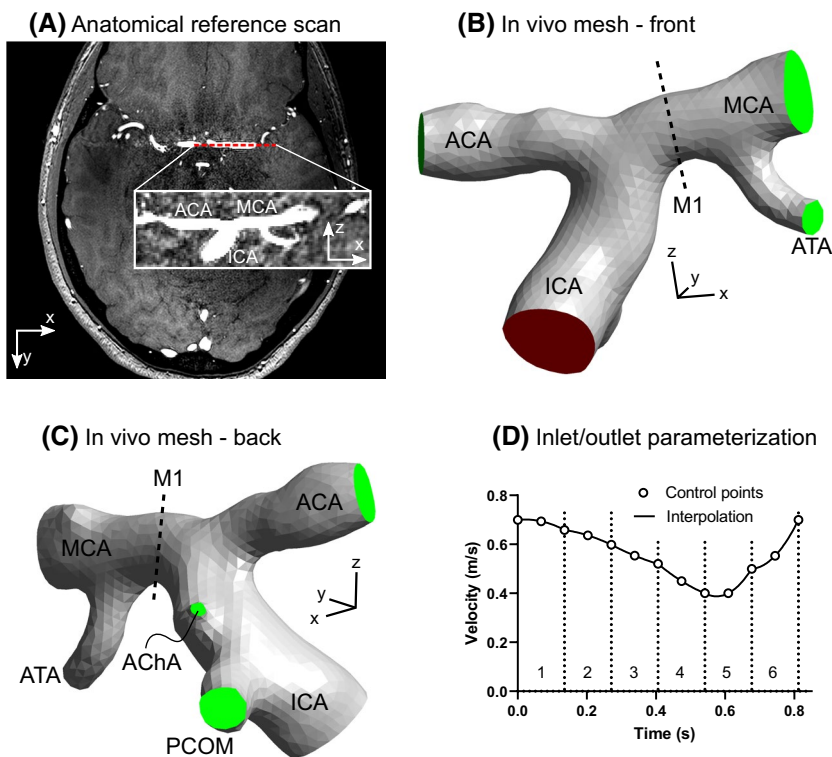 (A) Anatomical reference scan
ACA MCA
ICA
z
x
x
y
(B) In vivo mesh - front
ACA
MCA
M1
ATA
ICA
z
y
x
(C) In vivo mesh - back
M1
ACA
MCA
z
y
x
ATA
AChA
ICA
PCOM
(D) Inlet/outlet parameterization
Control points
Interpolation
Velocity (m/s)
0.8
0.6
0.4
0.2
0.0
1 2 3 4 5 6
0.0 0.2 0.4 0.6 0.8
Time (s)